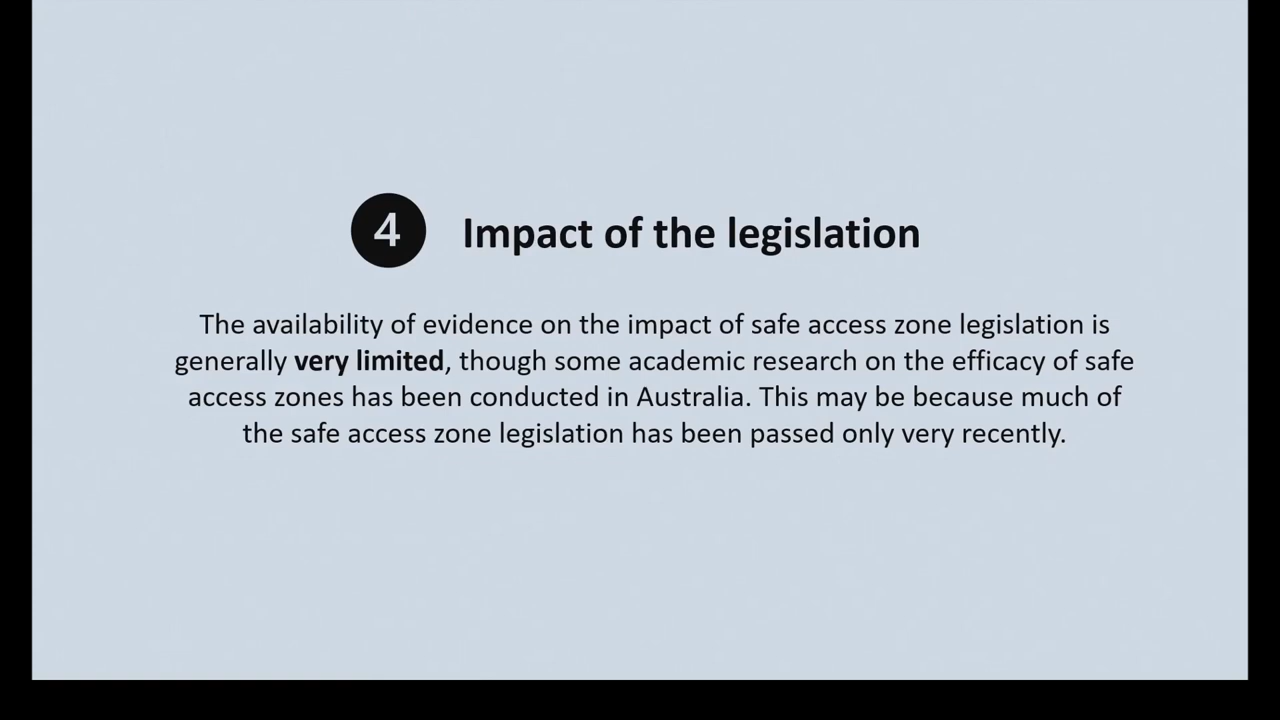 4 Impact of the legislation
The availability of evidence on the impact of safe access zone legislation is
generally very limited, though some academic research on the efficacy of safe
access zones has been conducted in Australia. This may be because much of
the safe access zone legislation has been passed only very recently.